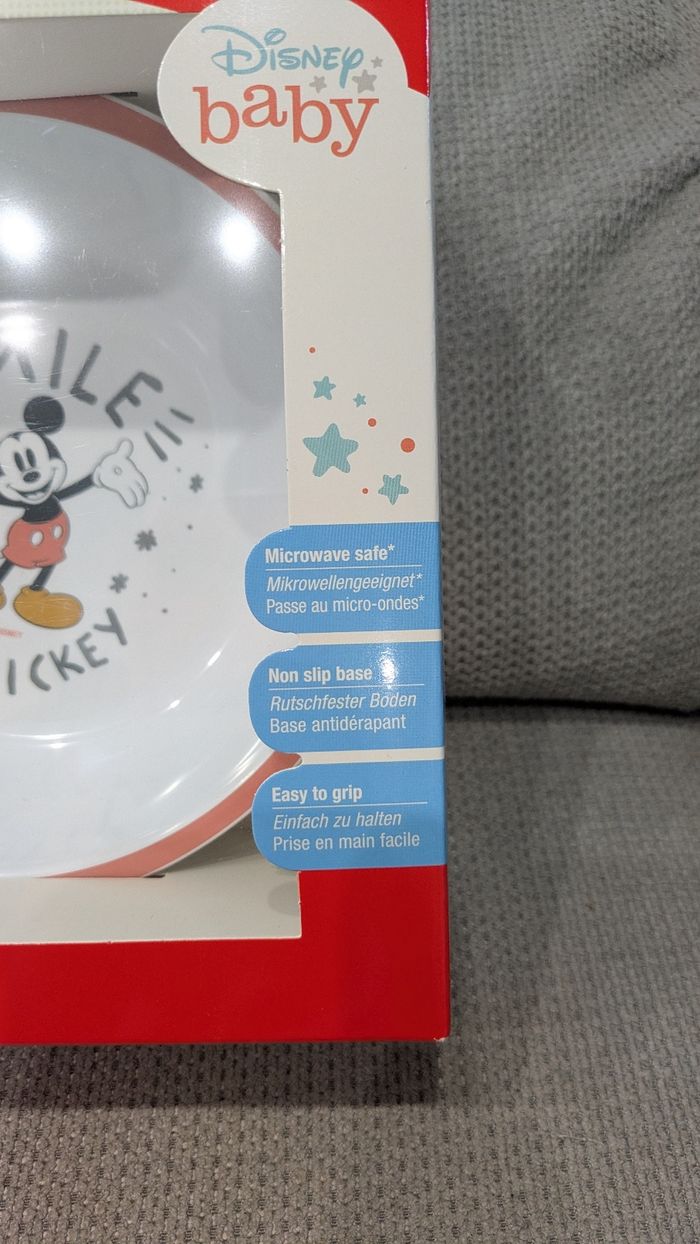 Disney
baby
Microwave safe*
Mikrowellengeeignet*
Passe au micro-ondes*
Non slip base
Rutschfester Boden
Base antidérapant
Easy to grip
Einfach zu halten
Prise en main facile